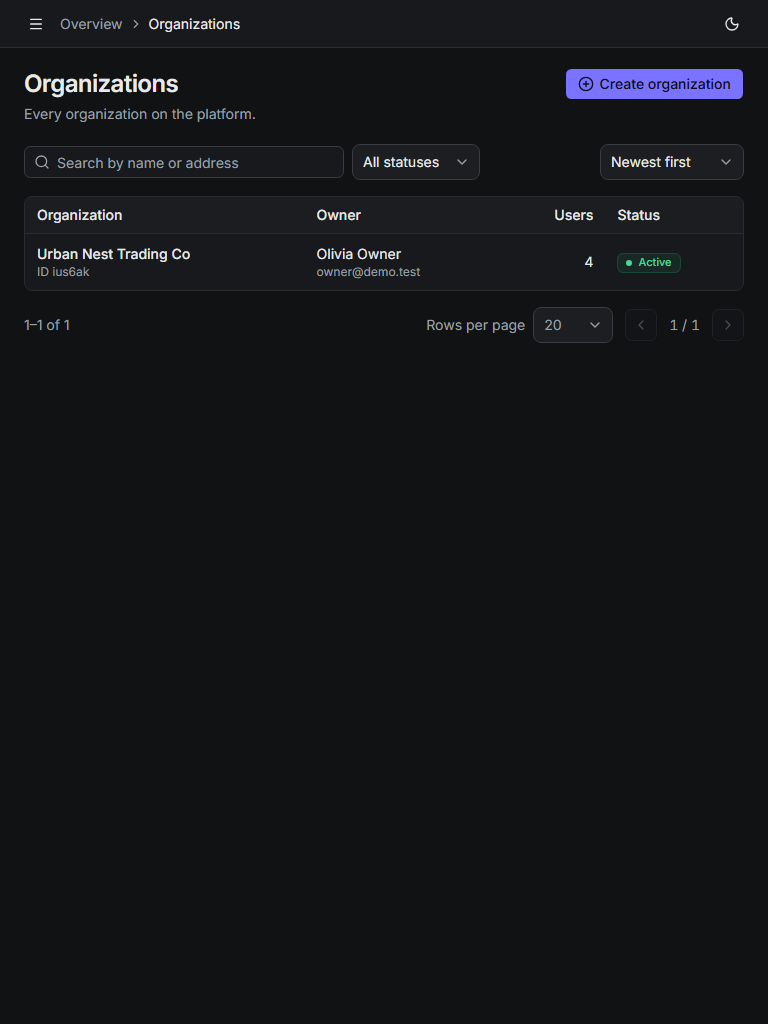 Overview > Organizations
Organizations
Create organization
Every organization on the platform.
Search by name or address
All statuses
Newest first
Organization Owner Users Status
Urban Nest Trading Co Olivia Owner 4 Active
ID ius6ak owner@demo.test
1–1 of 1 Rows per page 20 1 / 1